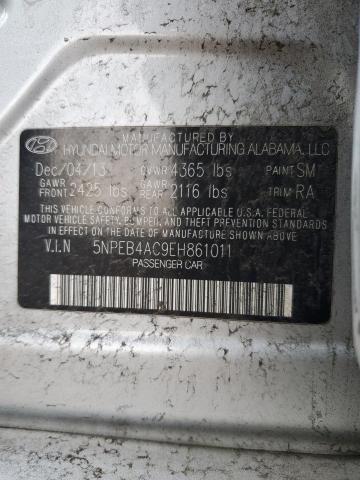 MANUFACTURED BY
HYUNDAI MOTOR MANUFACTURING ALABAMA, LLC
Dec/04/13 GVWR 4365 lbs PAINT SM
GAWR FRONT 2425 lbs GAWR REAR 2116 lbs TRIM RA
THIS VEHICLE CONFORMS TO ALL APPLICABLE U.S.A. FEDERAL
MOTOR VEHICLE SAFETY, BUMPER, AND THEFT PREVENTION STANDARDS
IN EFFECT ON THE DATE OF MANUFACTURE SHOWN ABOVE.
V.I.N 5NPEB4AC9EH861011
PASSENGER CAR